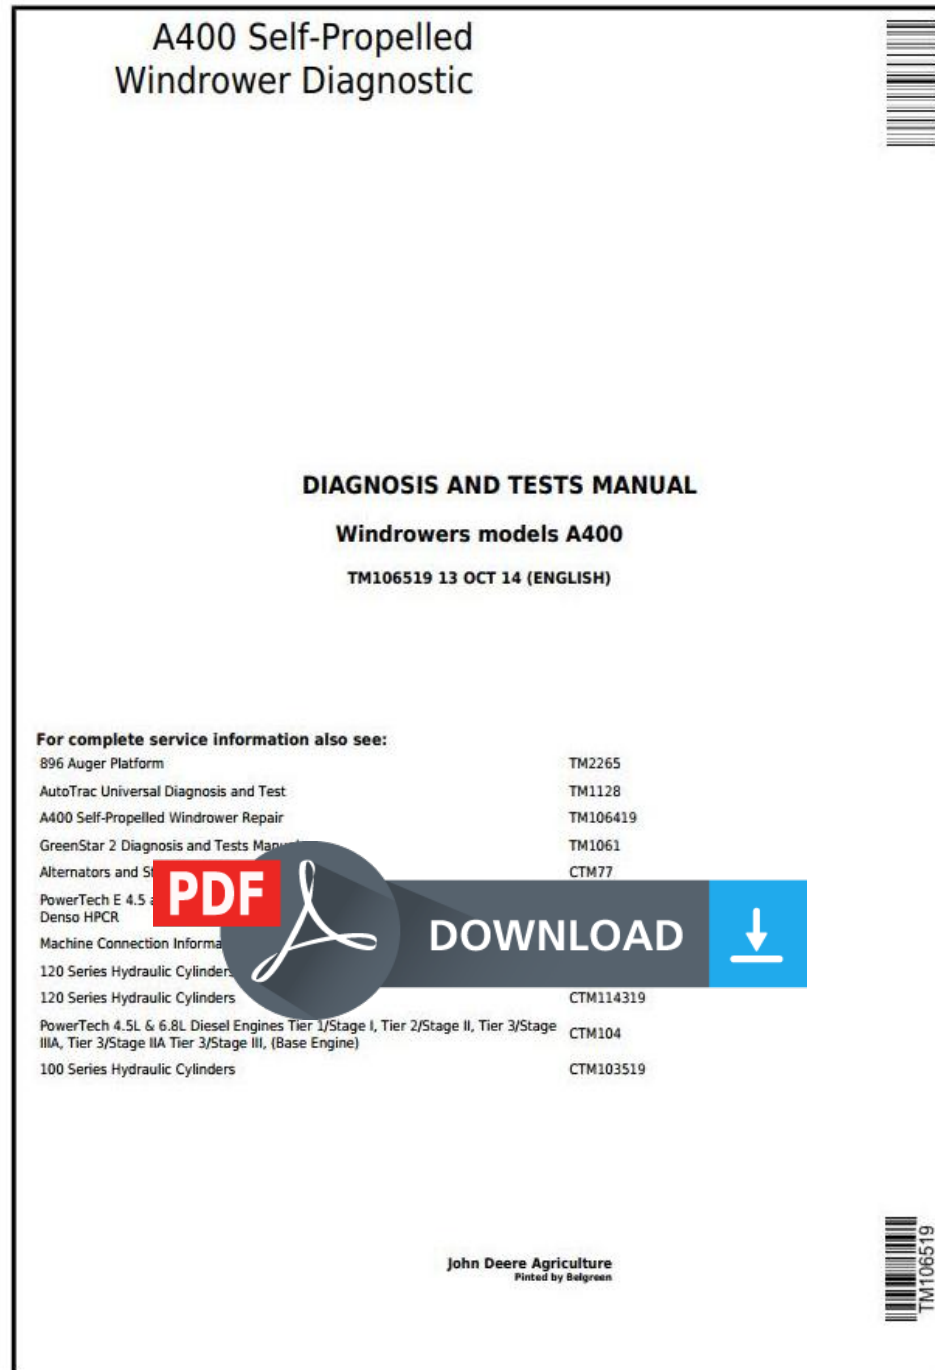 A400 Self-Propelled
Windrower Diagnostic
DIAGNOSIS AND TESTS MANUAL
Windrowers models A400
TM106519 13 OCT 14 (ENGLISH)
For complete service information also see:
896 Auger Platform TM2265
AutoTrac Universal Diagnosis and Test TM1128
A400 Self-Propelled Windrower Repair TM106419
GreenStar 2 Diagnosis and Tests TM1061
Alternators and CTM77
PowerTech E 4.5
Denso HPCR
PDF
DOWNLOAD
Machine Connection
120 Series Hydraulic
120 Series Hydraulic Cylinders CTM114319
PowerTech 4.5L & 6.8L Diesel Engines Tier 1/Stage I, Tier 2/Stage II, Tier 3/Stage
IIIA, Tier 3/Stage IIA Tier 3/Stage III, (Base Engine) CTM104
100 Series Hydraulic Cylinders CTM103519
John Deere Agriculture
Pinted by Belgreen
TM106519